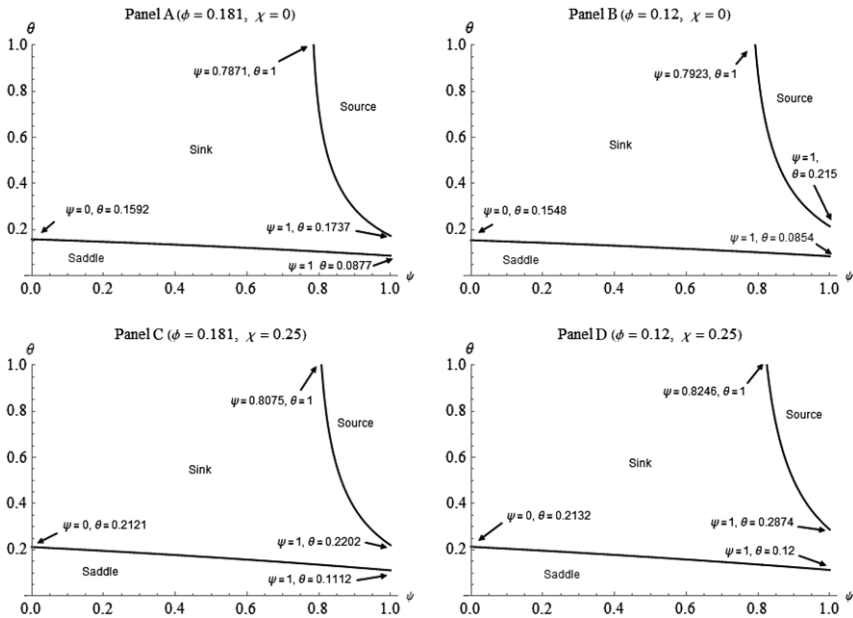 Panel A (ϕ = 0.181, χ = 0)
θ
1.0
0.8
0.6
0.4
0.2
0.0 0.2 0.4 0.6 0.8 1.0 ψ
ψ = 0.7871, θ = 1
Source
Sink
ψ = 0, θ = 0.1592
ψ = 1, θ = 0.1737
Saddle
ψ = 1 θ = 0.0877
Panel B (ϕ = 0.12, χ = 0)
θ
1.0
0.8
0.6
0.4
0.2
0.0 0.2 0.4 0.6 0.8 1.0 ψ
ψ = 0.7923, θ = 1
Source
Sink
ψ = 1,
θ = 0.215
ψ = 0, θ = 0.1548
ψ = 1, θ = 0.0854
Saddle
Panel C (ϕ = 0.181, χ = 0.25)
θ
1.0
0.8
0.6
0.4
0.2
0.0 0.2 0.4 0.6 0.8 1.0 ψ
ψ = 0.8075, θ = 1
Source
Sink
ψ = 0, θ = 0.2121
ψ = 1, θ = 0.2202
Saddle
ψ = 1, θ = 0.1112
Panel D (ϕ = 0.12, χ = 0.25)
θ
1.0
0.8
0.6
0.4
0.2
0.0 0.2 0.4 0.6 0.8 1.0 ψ
ψ = 0.8246, θ = 1
Source
Sink
ψ = 0, θ = 0.2132
ψ = 1, θ = 0.2874
ψ = 1, θ = 0.12
Saddle